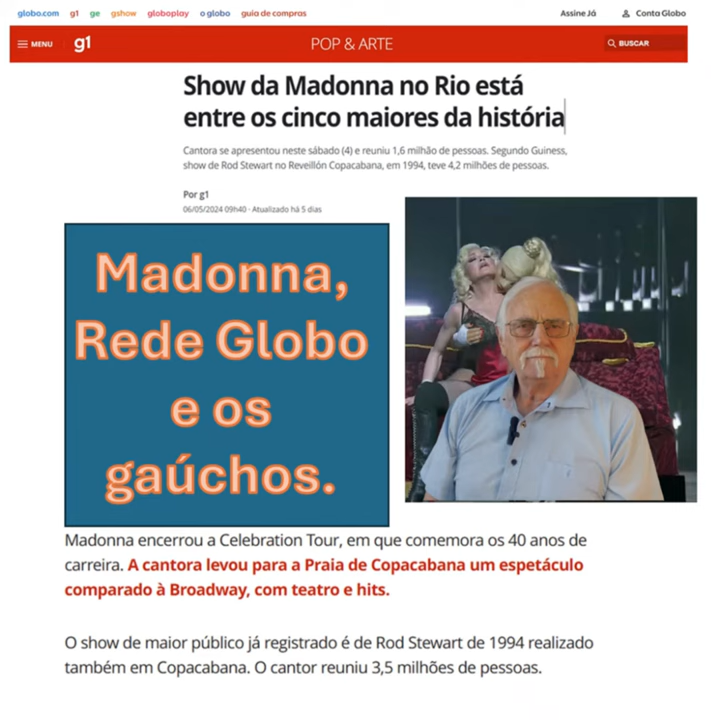 globo.com g1 ge gshow globoplay o globo guia de compras Assine Já Conta Globo
MENU g1 POP & ARTE BUSCAR
Show da Madonna no Rio está
entre os cinco maiores da história
Cantora se apresentou neste sábado (4) e reuniu 1,6 milhão de pessoas. Segundo Guiness,
show de Rod Stewart no Reveillón Copacabana, em 1994, teve 4,2 milhões de pessoas.
Por g1
06/05/2024 09h40 · Atualizado há 5 dias
Madonna,
Rede Globo
e os
gaúchos.
Madonna encerrou a Celebration Tour, em que comemora os 40 anos de
carreira. A cantora levou para a Praia de Copacabana um espetáculo
comparado à Broadway, com teatro e hits.
O show de maior público já registrado é de Rod Stewart de 1994 realizado
também em Copacabana. O cantor reuniu 3,5 milhões de pessoas.